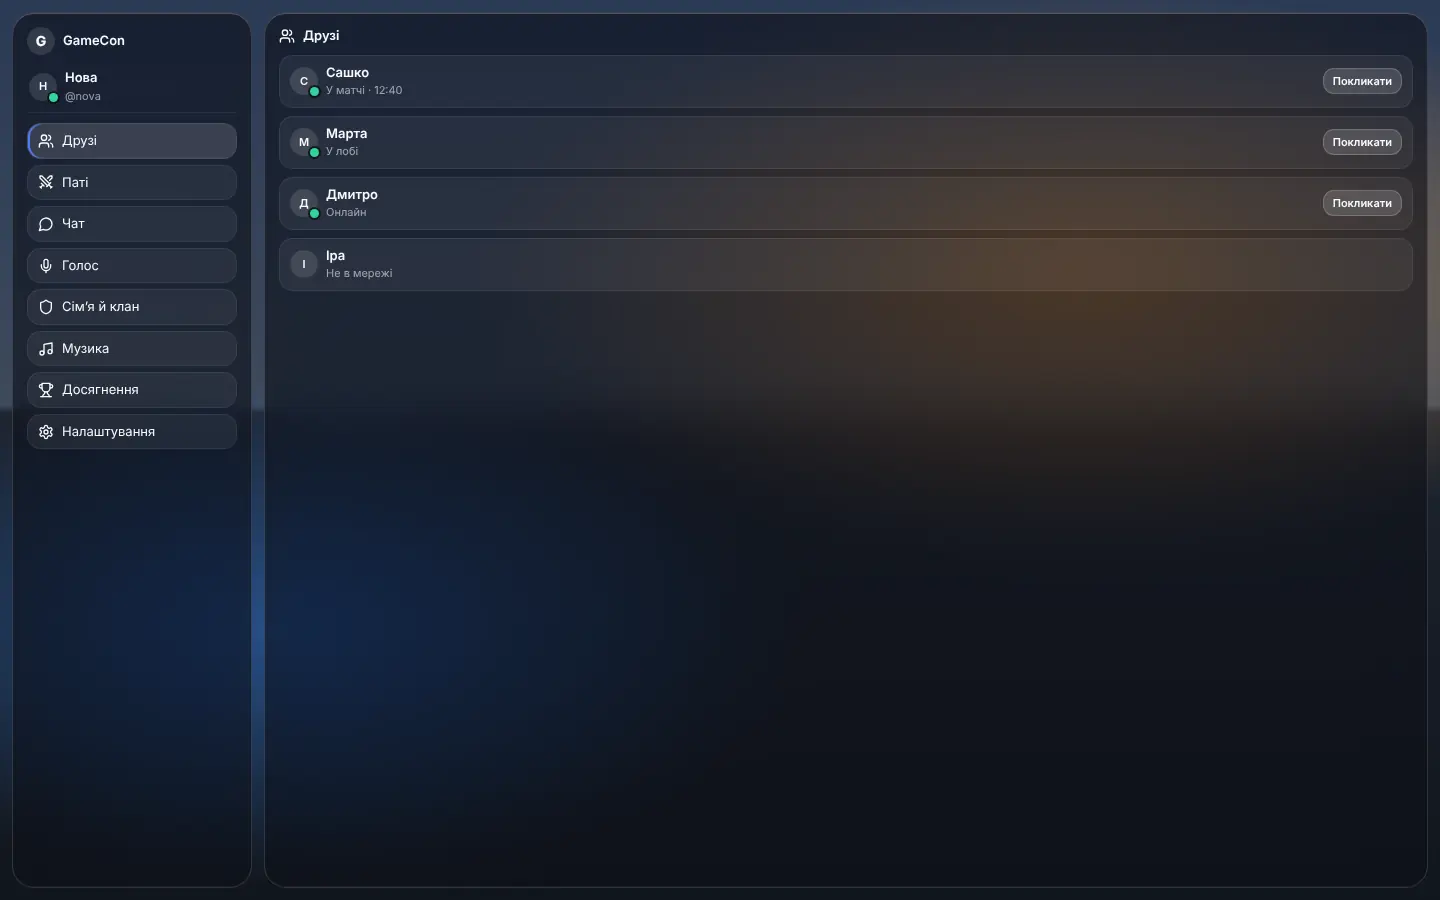 G GameCon
Н Нова
@nova
Друзі
Паті
Чат
Голос
Сім’я й клан
Музика
Досягнення
Налаштування
Друзі
С Сашко
У матчі · 12:40
Покликати
М Марта
У лобі
Покликати
Д Дмитро
Онлайн
Покликати
І Іра
Не в мережі